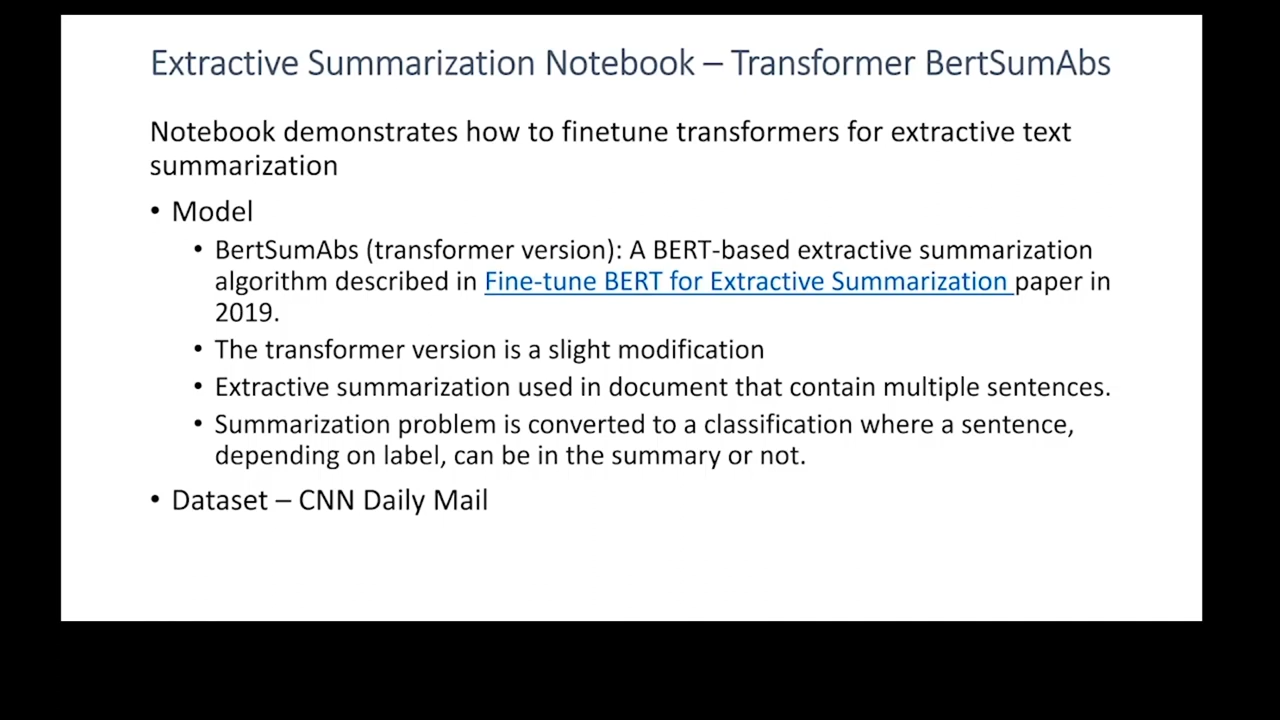 Extractive Summarization Notebook – Transformer BertSumAbs
Notebook demonstrates how to finetune transformers for extractive text
summarization
• Model
• BertSumAbs (transformer version): A BERT-based extractive summarization
algorithm described in Fine-tune BERT for Extractive Summarization paper in
2019.
• The transformer version is a slight modification
• Extractive summarization used in document that contain multiple sentences.
• Summarization problem is converted to a classification where a sentence,
depending on label, can be in the summary or not.
• Dataset – CNN Daily Mail